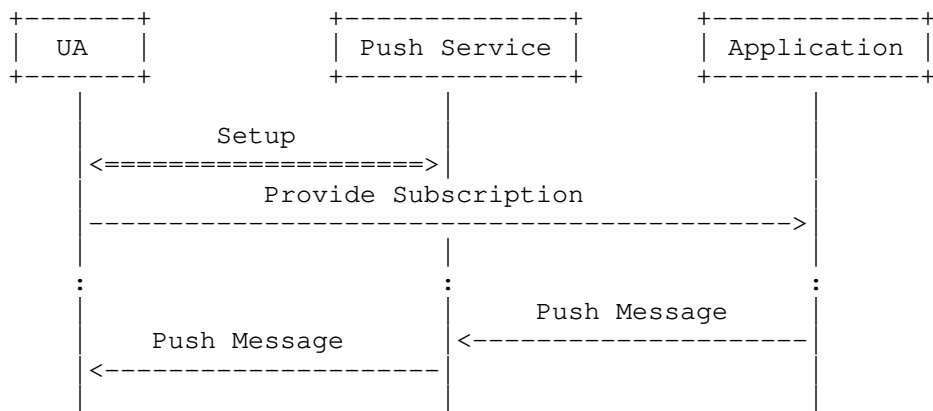 UA Push Service Application
Setup
Provide Subscription
Push Message
Push Message